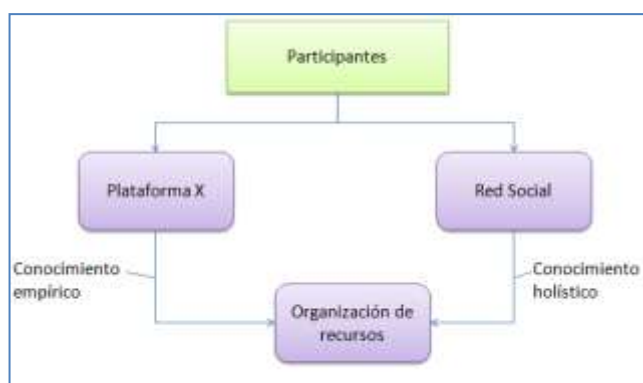 Participantes
Plataforma X
Red Social
Conocimiento
empírico
Conocimiento
holístico
Organización de
recursos